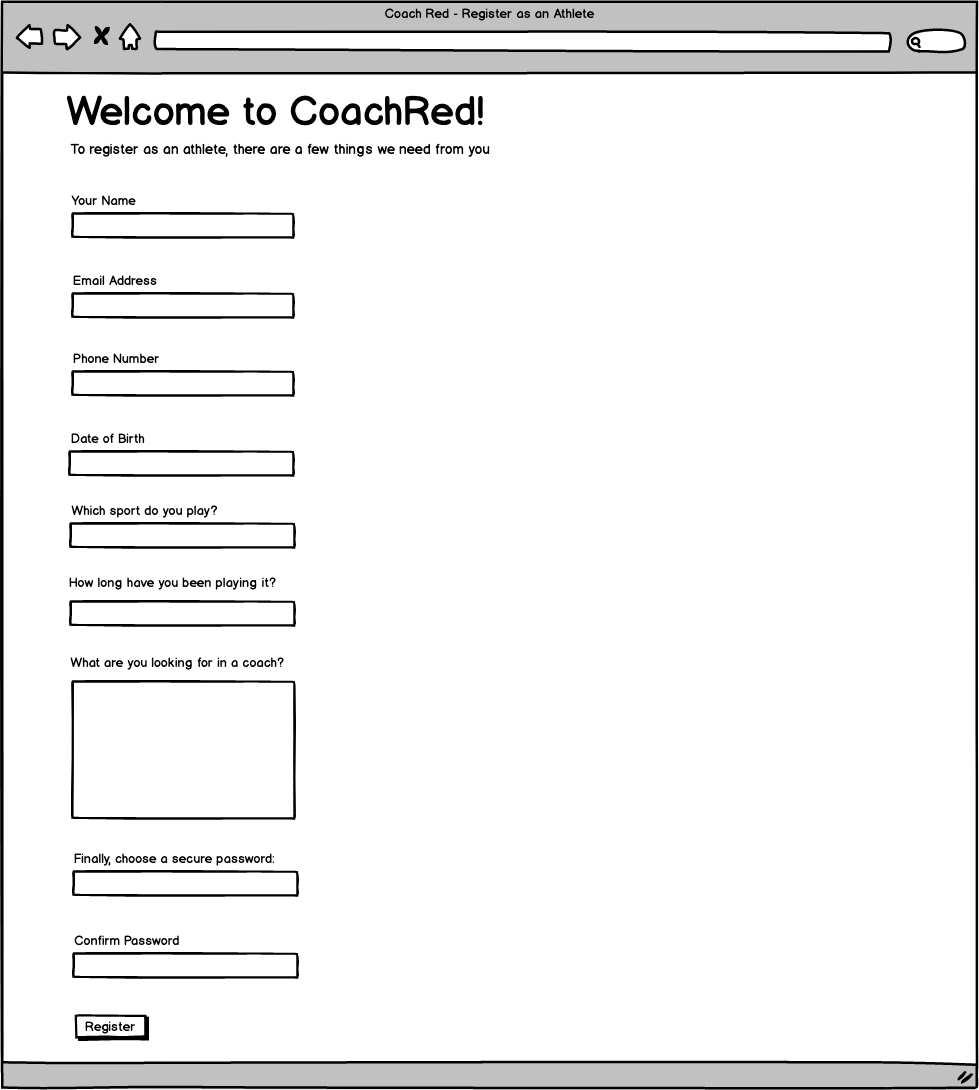 Coach Red - Register as an Athlete
Welcome to CoachRed!
To register as an athlete, there are a few things we need from you
Your Name
Email Address
Phone Number
Date of Birth
Which sport do you play?
How long have you been playing it?
What are you looking for in a coach?
Finally, choose a secure password:
Confirm Password
Register